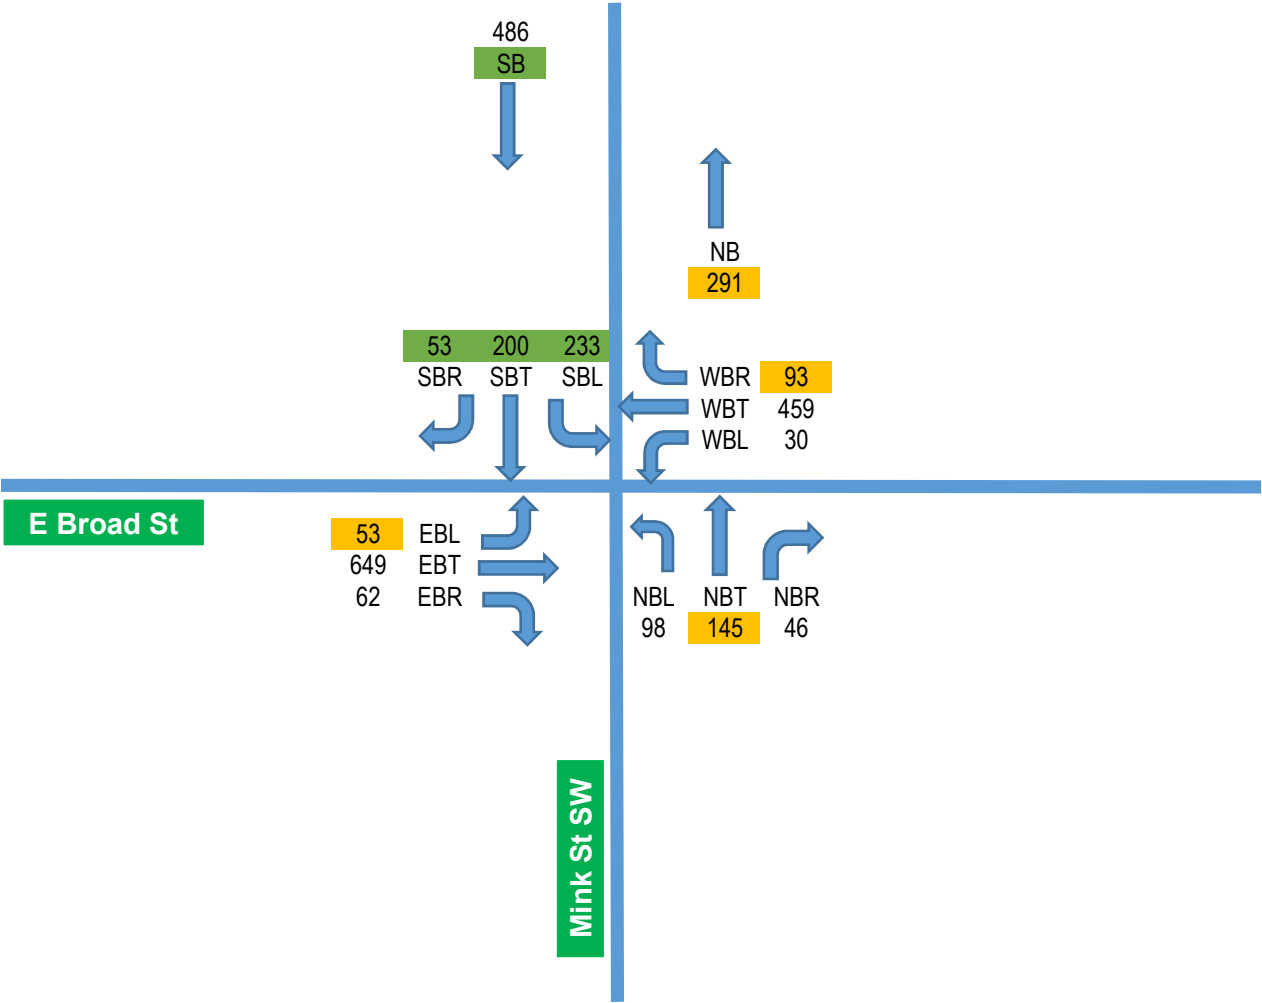 486
SB
NB
291
53 200 233
SBR SBT SBL
WBR 93
WBT 459
WBL 30
E Broad St
53 EBL
649 EBT
62 EBR
NBL NBT NBR
98 145 46
Mink St SW